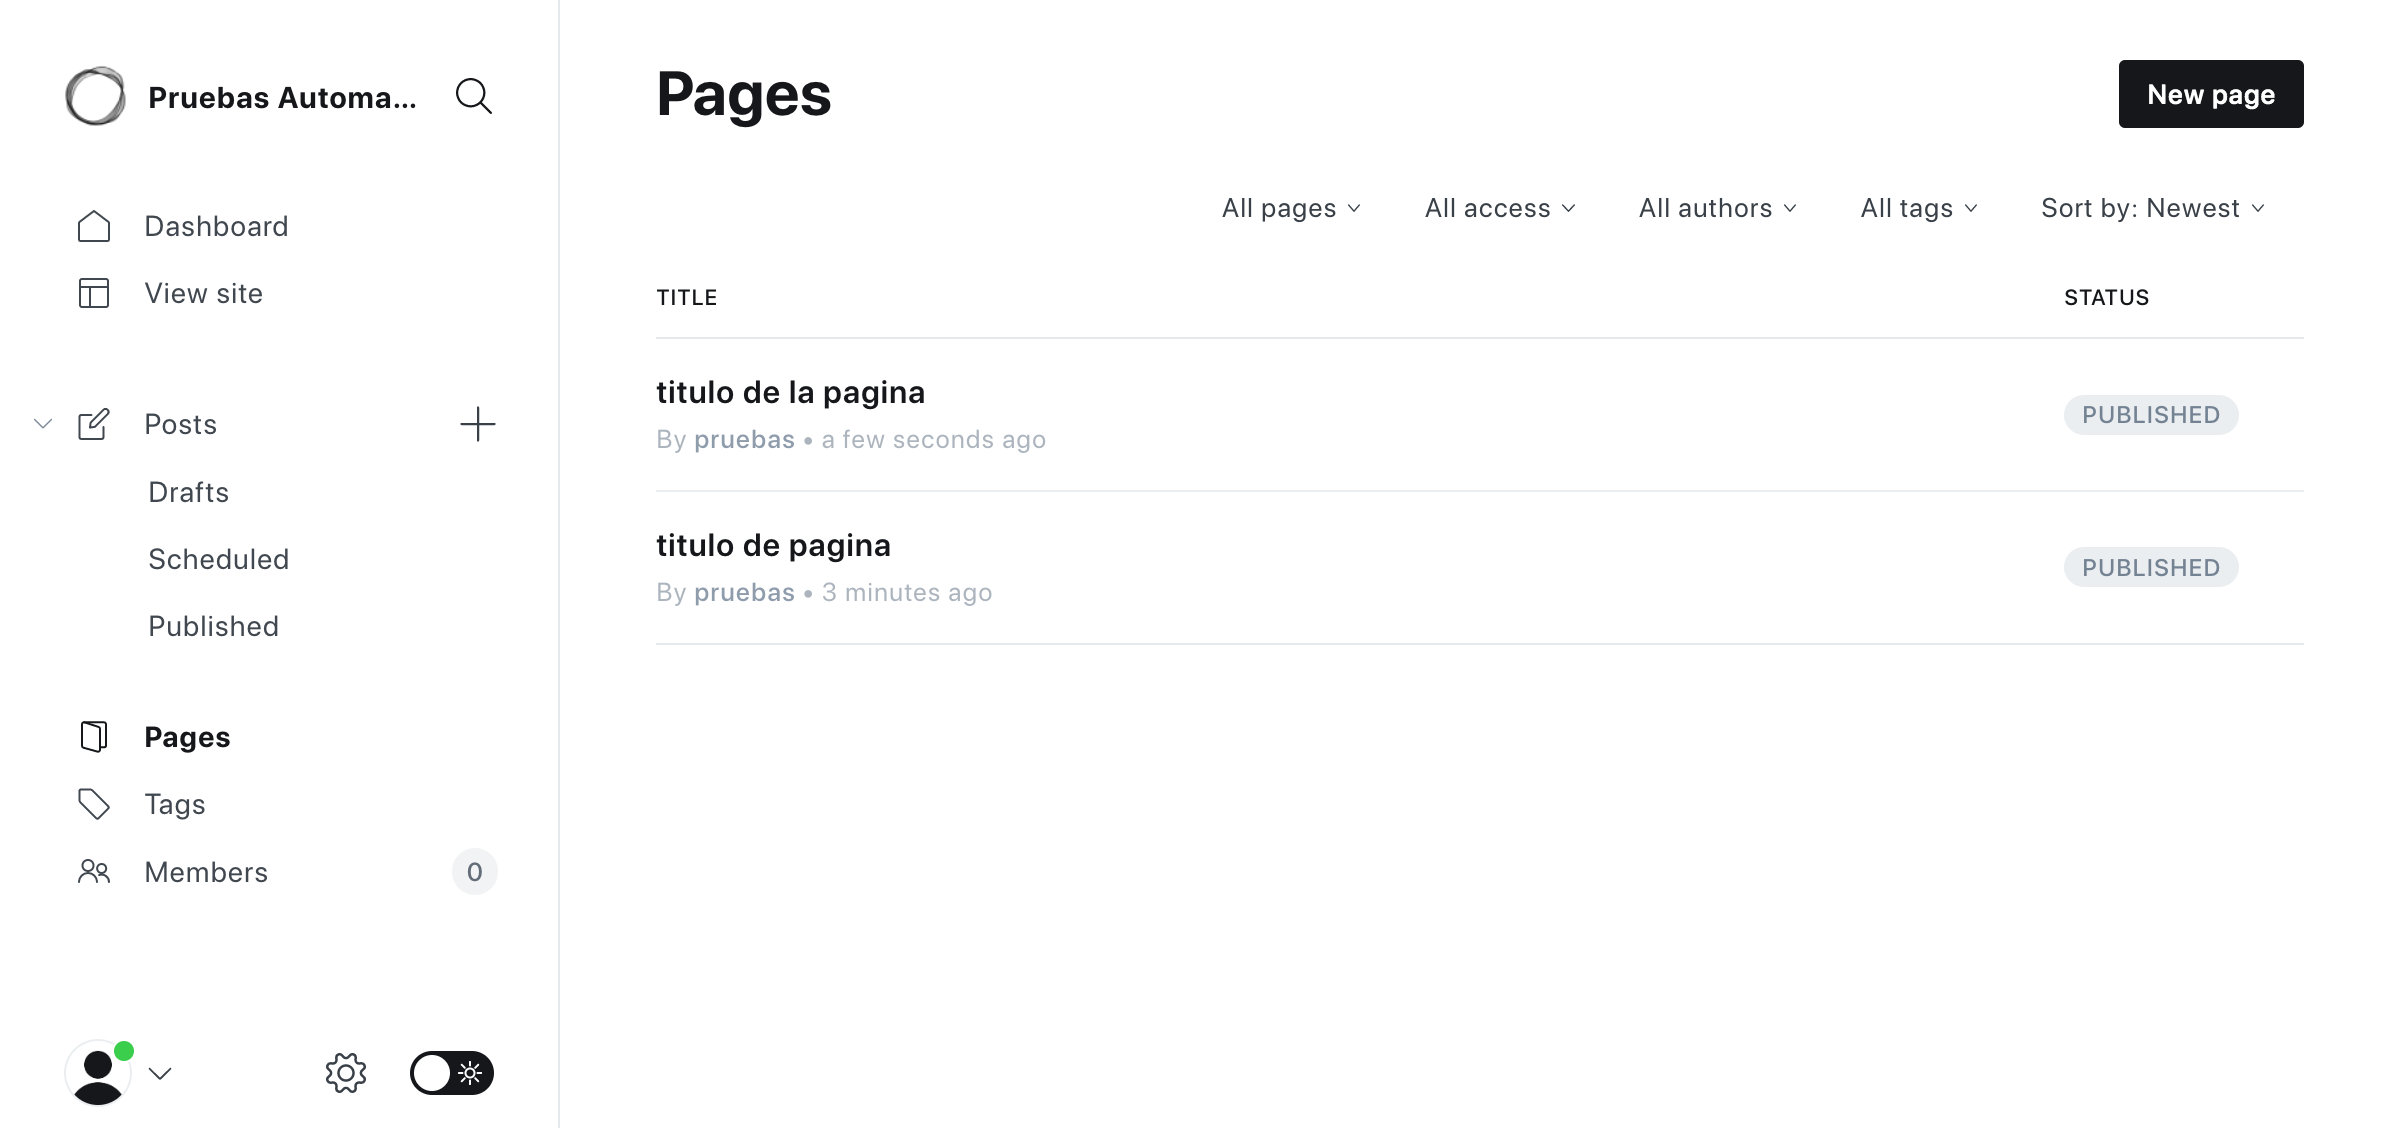 Pruebas Automa...
Dashboard
View site
Posts
Drafts
Scheduled
Published
Pages
Tags
Members
0
Pages
New page
All pages
All access
All authors
All tags
Sort by: Newest
TITLE
STATUS
titulo de la pagina
By pruebas • a few seconds ago
PUBLISHED
titulo de pagina
By pruebas • 3 minutes ago
PUBLISHED